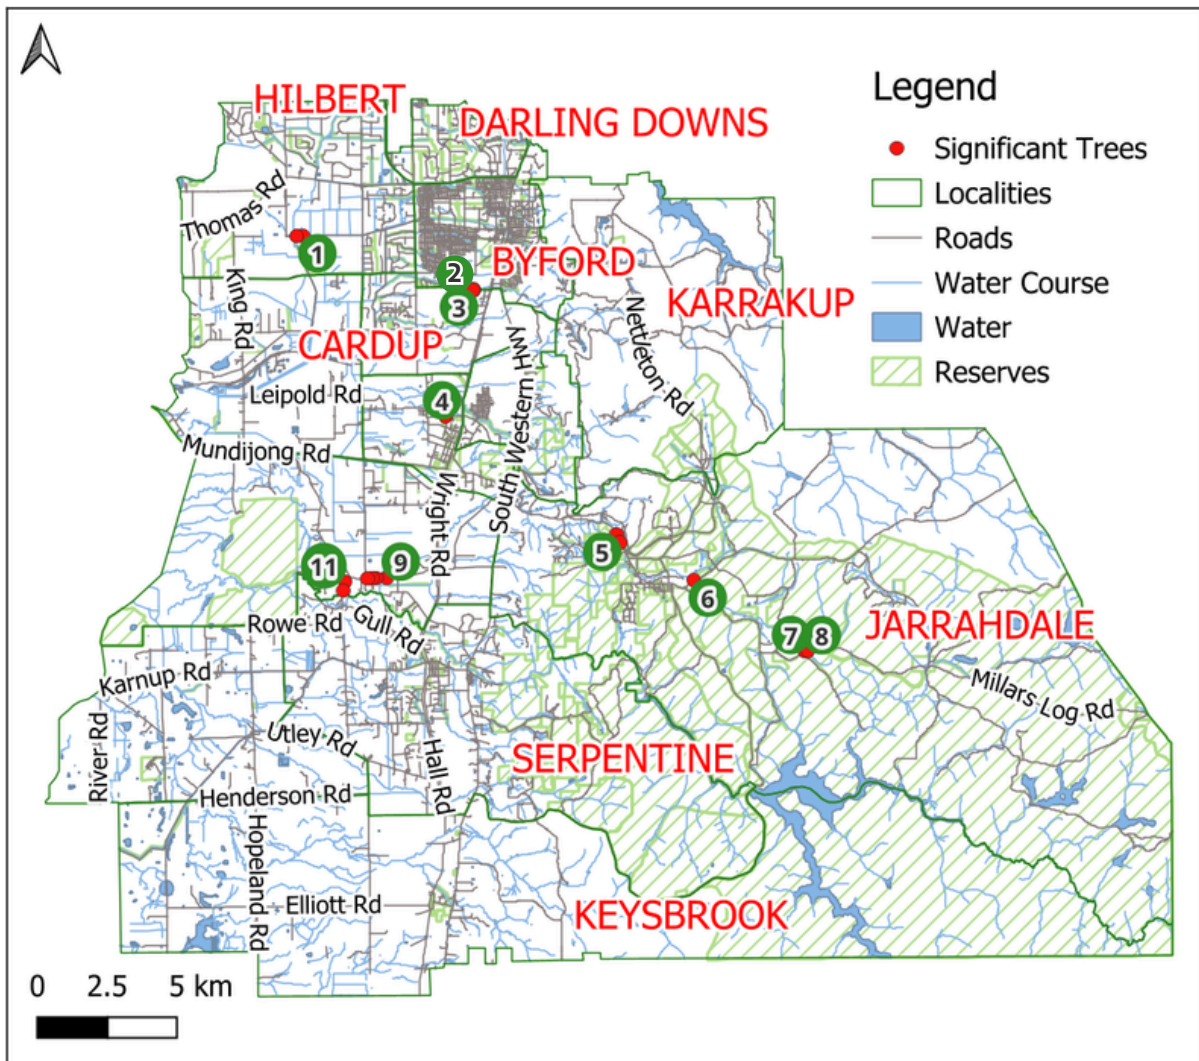 HILBERT
DARLING DOWNS
Legend
Significant Trees
Localities
Roads
Water Course
Water
Reserves
Thomas Rd
1
2
BYFORD
3
KARRAKUP
King Rd
Nettleton Rd
CARDUP
Leipold Rd
4
South Western Hwy
Mundijong Rd
Wright Rd
5
11
9
6
Rowe Rd
Gull Rd
7
8
JARRAHDALE
Karnup Rd
Millars Log Rd
River Rd
Utley Rd
Hall Rd
SERPENTINE
Henderson Rd
Hopeland Rd
Elliott Rd
KEYSBROOK
0 2.5 5 km